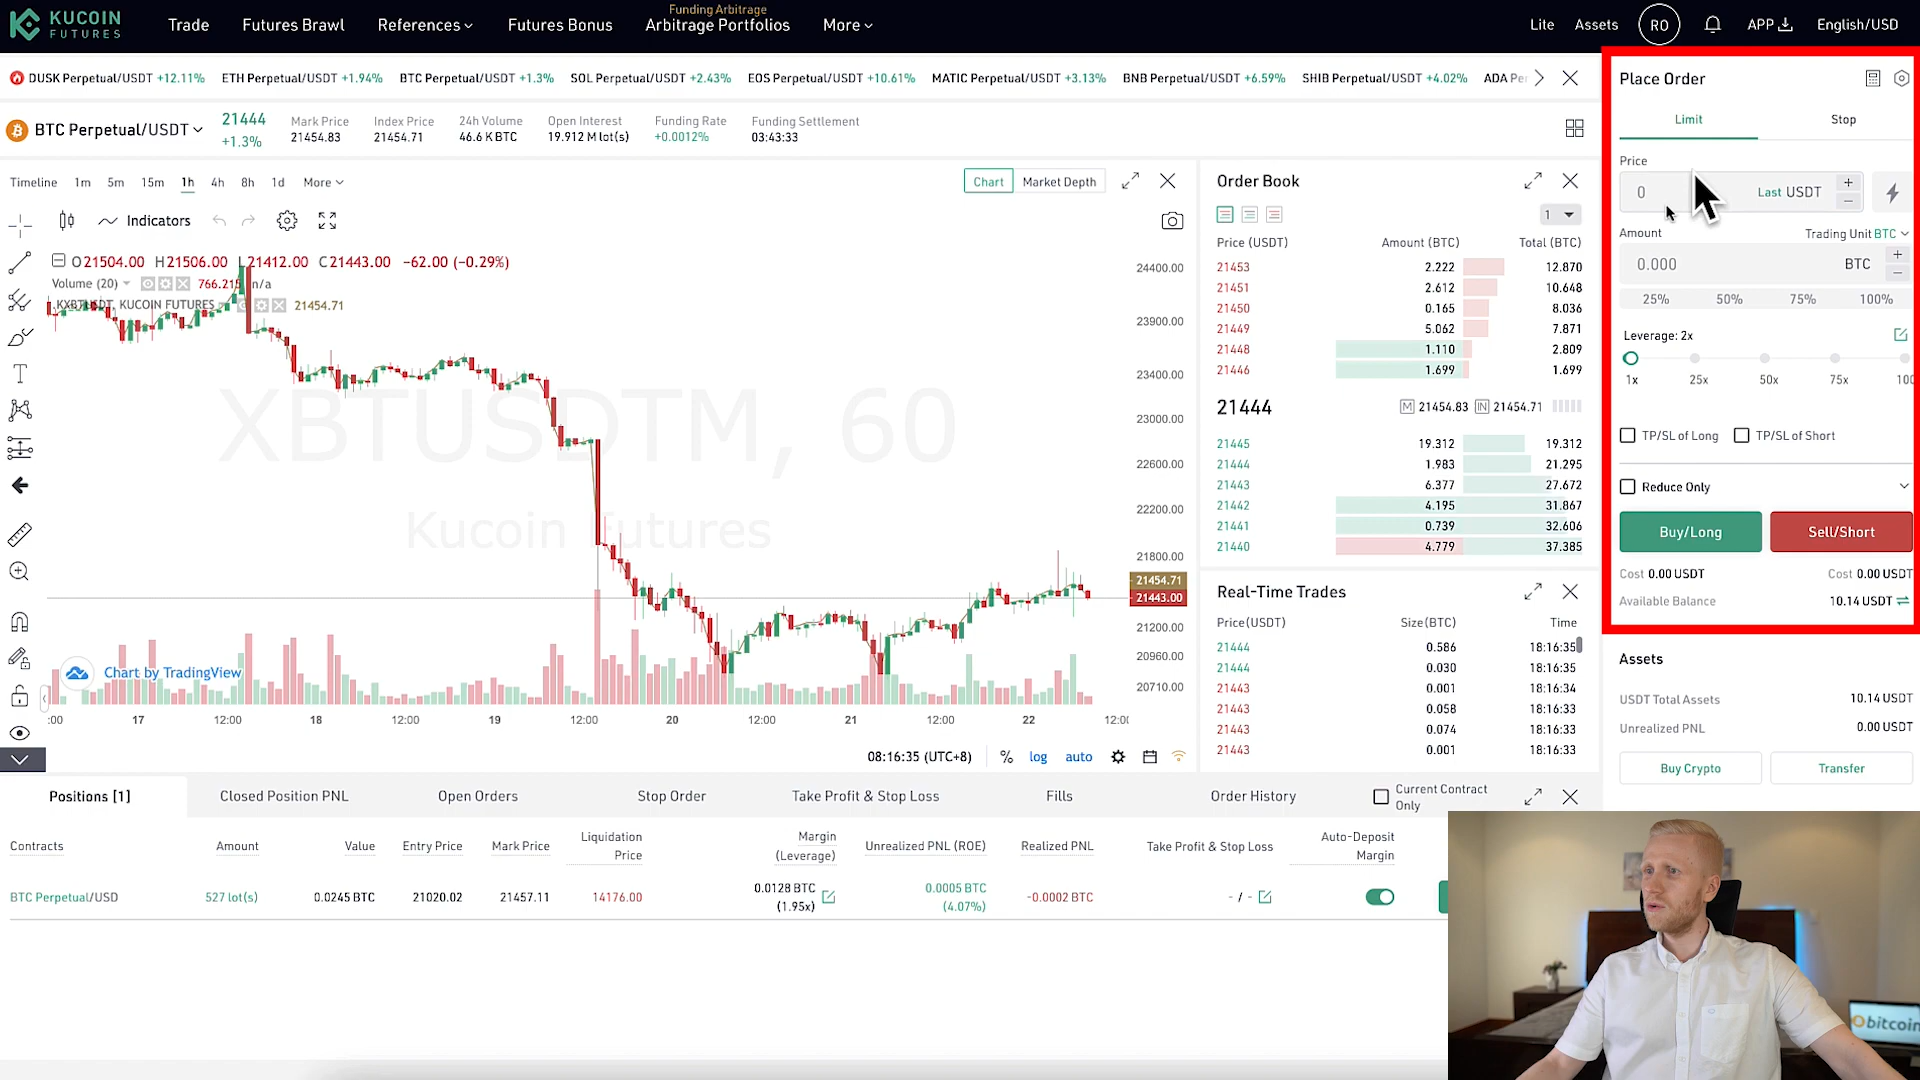 KUCOIN
FUTURES
Trade
Futures Brawl
References
Futures Bonus
Funding Arbitrage
Arbitrage Portfolios
More
Lite
Assets
RO
APP
English/USD
DUSK Perpetual/USDT +12.11%
ETH Perpetual/USDT +1.94%
BTC Perpetual/USDT +1.3%
SOL Perpetual/USDT +2.43%
EOS Perpetual/USDT +10.61%
MATIC Perpetual/USDT +3.13%
BNB Perpetual/USDT +6.59%
SHIB Perpetual/USDT +4.02%
ADA Pe
BTC Perpetual/USDT
21444
+1.3%
Mark Price
21454.83
Index Price
21454.71
24h Volume
46.6 K BTC
Open Interest
19.912 M lot(s)
Funding Rate
+0.0012%
Funding Settlement
03:43:33
Timeline 1m 5m 15m 1h 4h 8h 1d More
Chart
Market Depth
Indicators
O21504.00 H21506.00 L21412.00 C21443.00 −62.00 (−0.29%)
Volume (20) 766.215 n/a
.KXBTUSDT, KUCOIN FUTURES 21454.71
XBTUSDTM, 60
Kucoin Futures
24400.00
23900.00
23400.00
23000.00
22600.00
22200.00
21800.00
21454.71
21443.00
21200.00
20960.00
20710.00
Chart by TradingView
:00 17 12:00 18 12:00 19 12:00 20 12:00 21 12:00 22 12:0
08:16:35 (UTC+8) % log auto
Order Book
1
Price (USDT) Amount (BTC) Total (BTC)
21453 2.222 12.870
21451 2.612 10.648
21450 0.165 8.036
21449 5.062 7.871
21448 1.110 2.809
21446 1.699 1.699
21444 M 21454.83 IN 21454.71
21445 19.312 19.312
21444 1.983 21.295
21443 6.377 27.672
21442 4.195 31.867
21441 0.739 32.606
21440 4.779 37.385
Real-Time Trades
Price(USDT) Size(BTC) Time
21444 0.586 18:16:35
21444 0.030 18:16:35
21443 0.001 18:16:34
21443 0.058 18:16:33
21443 0.074 18:16:33
21443 0.001 18:16:33
Place Order
Limit
Stop
Price
0 Last USDT + −
Amount
Trading Unit BTC
0.000 BTC + −
25% 50% 75% 100%
Leverage: 2x
1x 25x 50x 75x 100
TP/SL of Long
TP/SL of Short
Reduce Only
Buy/Long
Sell/Short
Cost 0.00 USDT
Cost 0.00 USDT
Available Balance 10.14 USDT
Assets
USDT Total Assets 10.14 USDT
Unrealized PNL 0.00 USDT
Buy Crypto
Transfer
Positions [1]
Closed Position PNL
Open Orders
Stop Order
Take Profit & Stop Loss
Fills
Order History
Current Contract
Only
Contracts
Amount
Value
Entry Price
Mark Price
Liquidation
Price
Margin
(Leverage)
Unrealized PNL (ROE)
Realized PNL
Take Profit & Stop Loss
Auto-Deposit
Margin
BTC Perpetual/USD
527 lot(s)
0.0245 BTC
21020.02
21457.11
14176.00
0.0128 BTC
(1.95x)
0.0005 BTC
(4.07%)
-0.0002 BTC
- / -
bitcoin